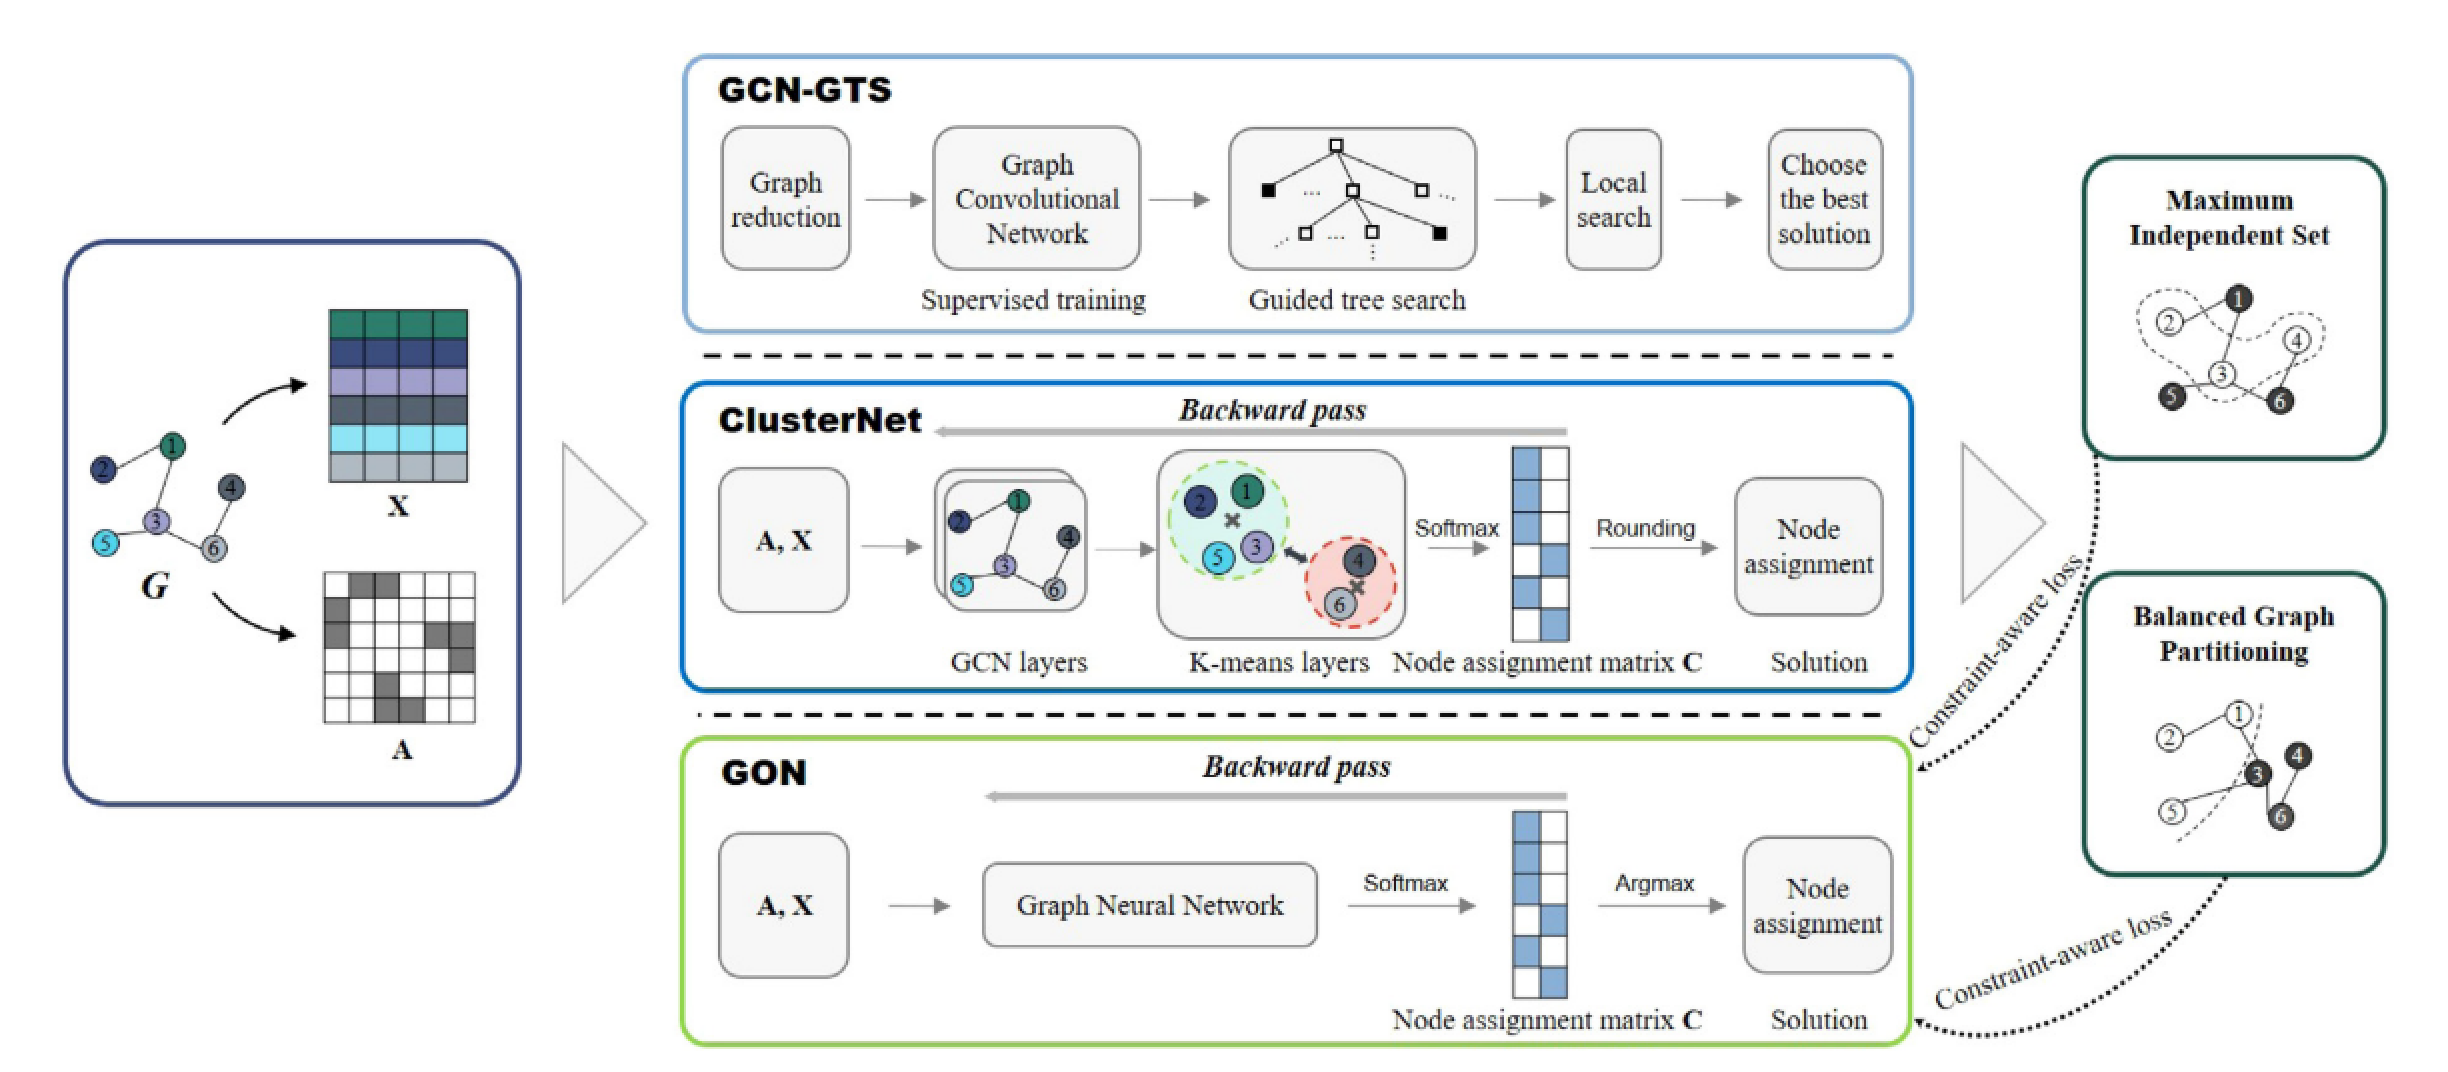 1
2
4
3
5
6
G
X
A
GCN-GTS
Graph
reduction
Graph
Convolutional
Network
Supervised training
...
...
...
...
...
...
Guided tree search
Local
search
Choose
the best
solution
ClusterNet
Backward pass
A, X
1
2
4
3
5
6
GCN layers
2
1
5
3
4
6
K-means layers
Softmax
Node assignment matrix C
Rounding
Node
assignment
Solution
GON
Backward pass
A, X
Graph Neural Network
Softmax
Node assignment matrix C
Argmax
Node
assignment
Solution
Maximum
Independent Set
1
2
4
3
5
6
Constraint-aware loss
Balanced Graph
Partitioning
1
2
4
3
5
6
Constraint-aware loss